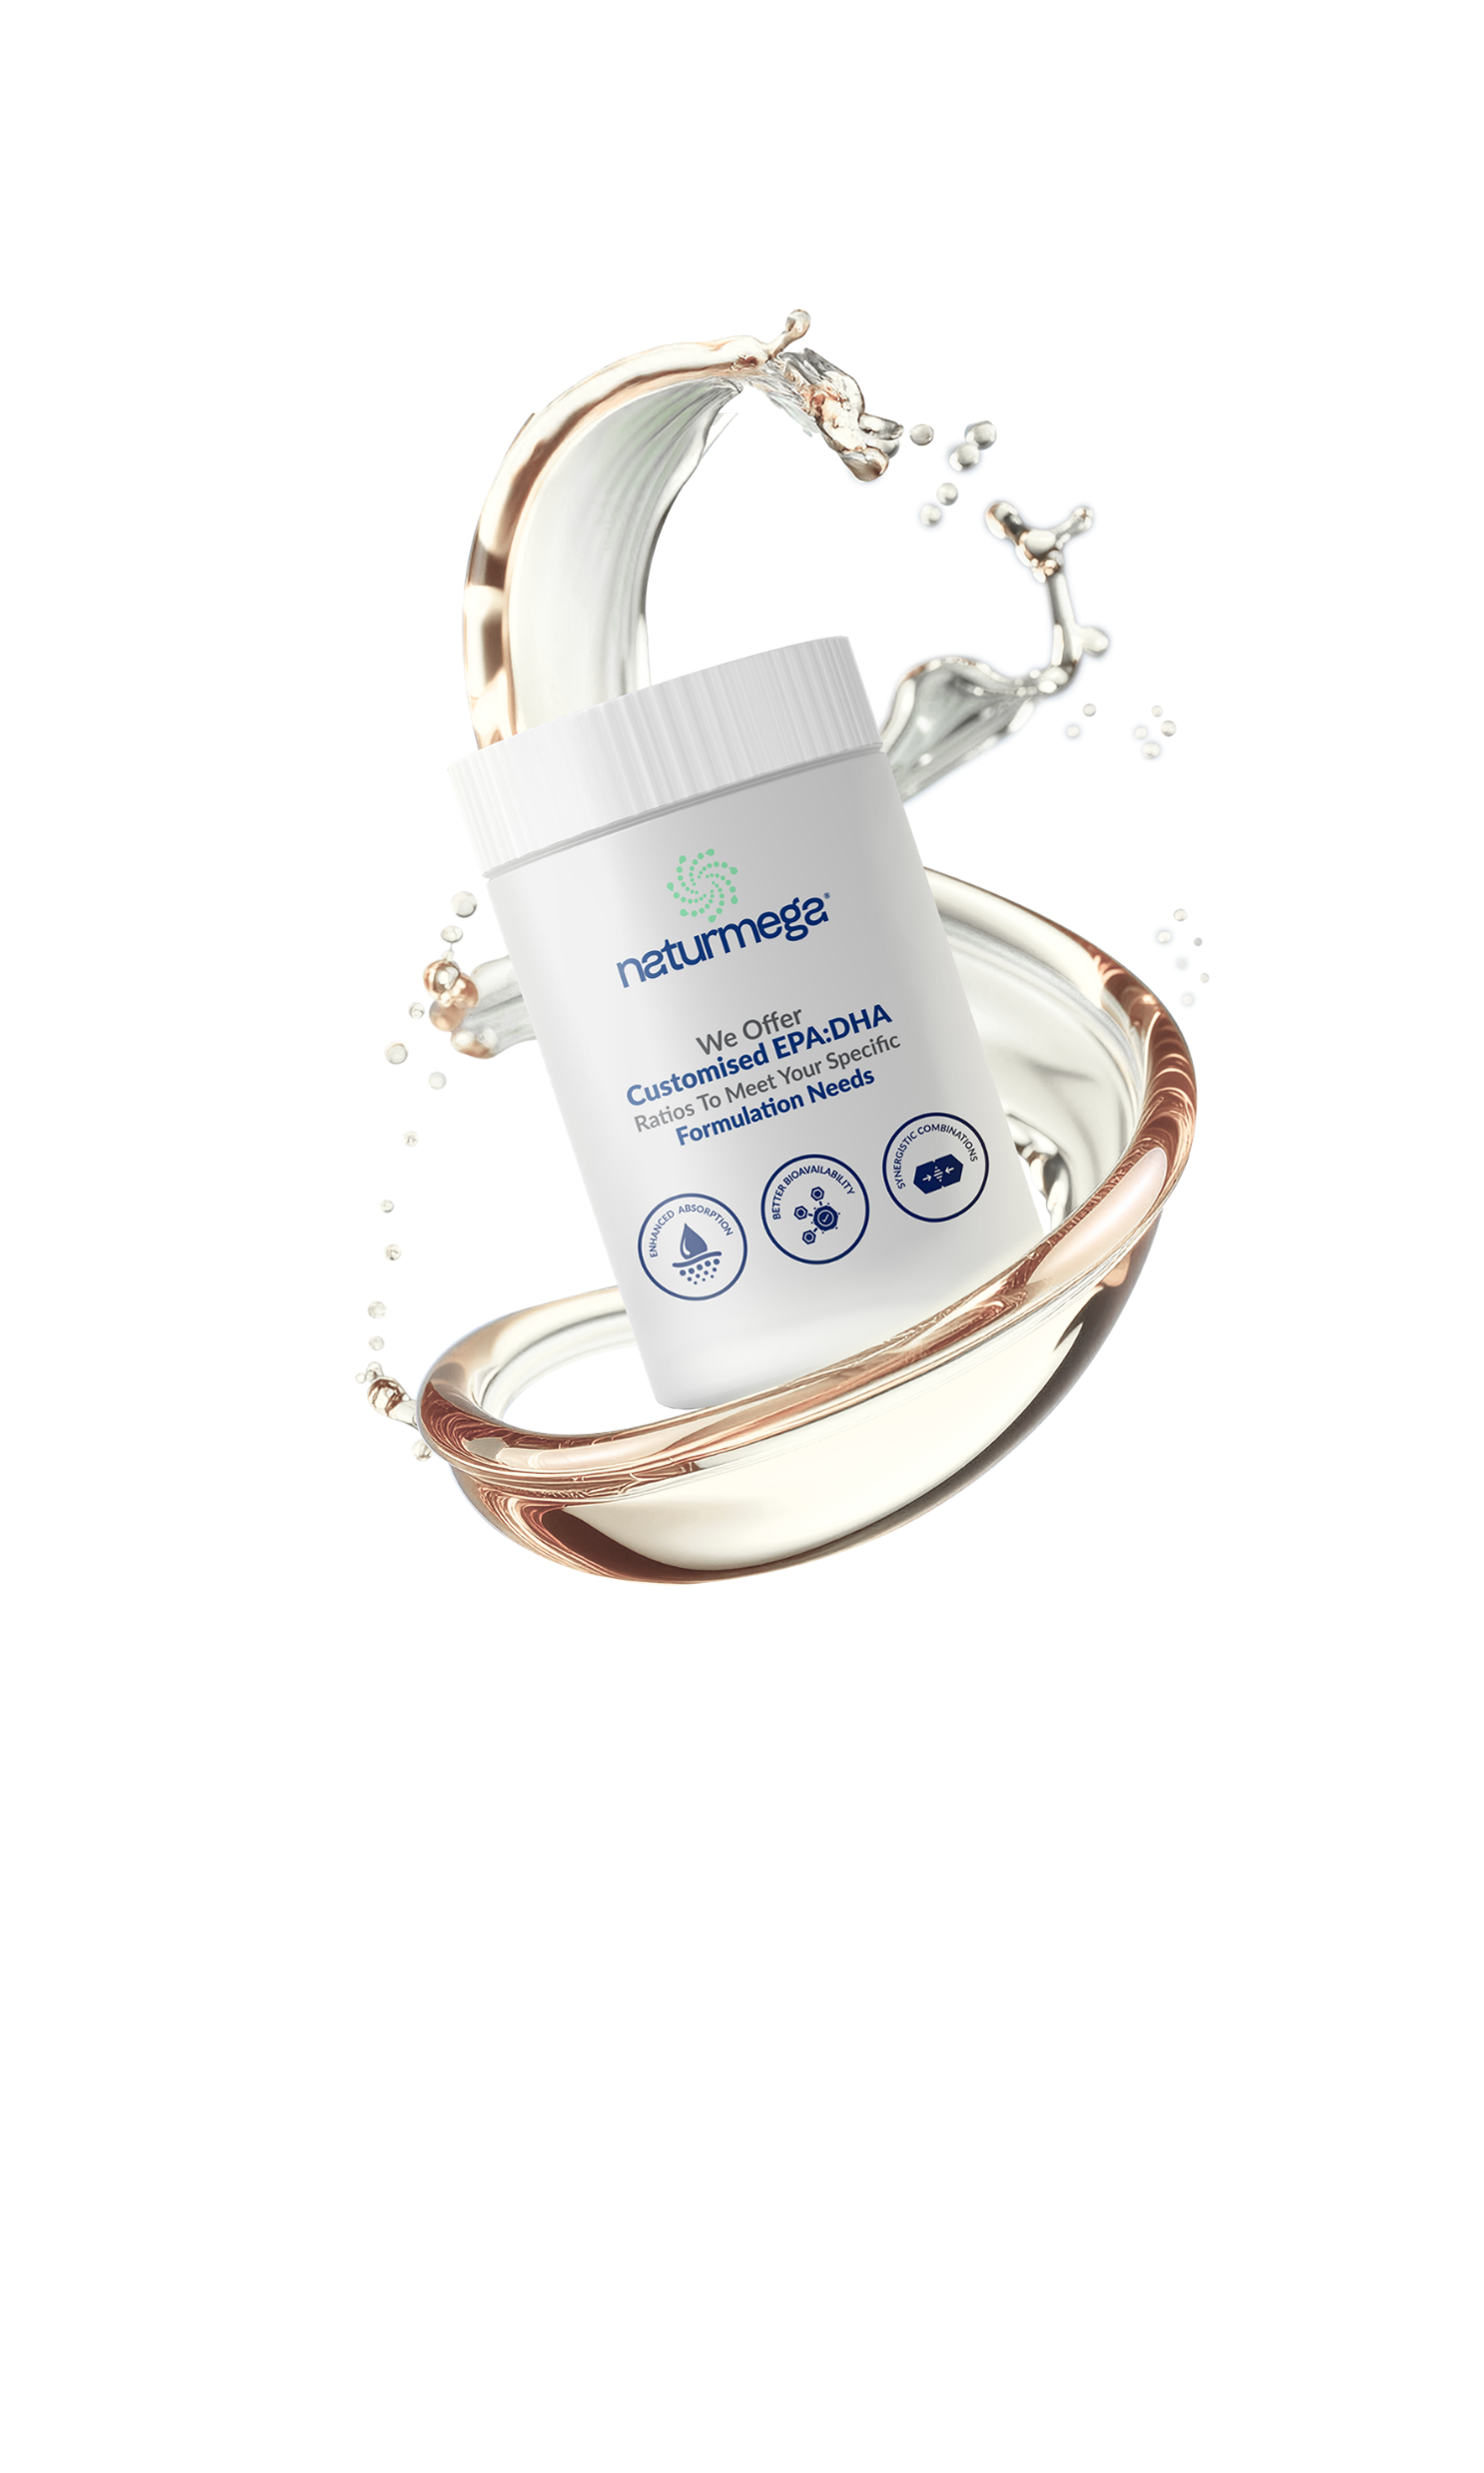 naturmega®
We Offer
Customised EPA:DHA
Ratios To Meet Your Specific
Formulation Needs
ENHANCED ABSORPTION
BETTER BIOAVAILABILITY
SYNERGISTIC COMBINATIONS